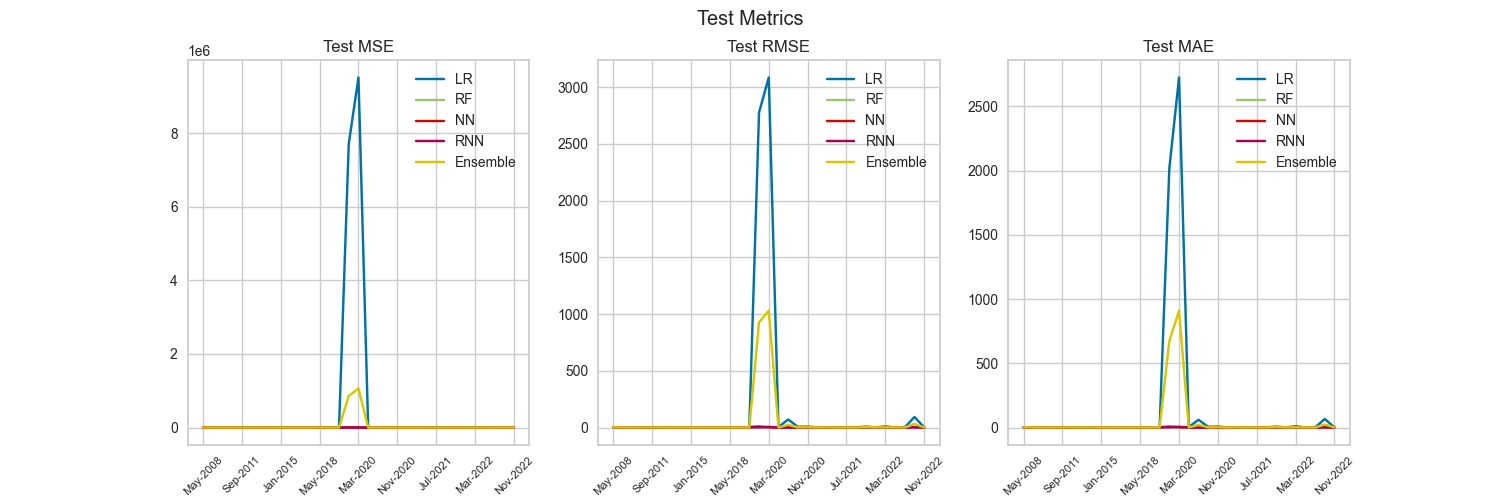 Test Metrics
Test MSE
1e6
8
6
4
2
0
LR
RF
NN
RNN
Ensemble
May-2008
Sep-2011
Jan-2015
May-2018
Mar-2020
Nov-2020
Jul-2021
Mar-2022
Nov-2022
Test RMSE
3000
2500
2000
1500
1000
500
0
LR
RF
NN
RNN
Ensemble
May-2008
Sep-2011
Jan-2015
May-2018
Mar-2020
Nov-2020
Jul-2021
Mar-2022
Nov-2022
Test MAE
2500
2000
1500
1000
500
0
LR
RF
NN
RNN
Ensemble
May-2008
Sep-2011
Jan-2015
May-2018
Mar-2020
Nov-2020
Jul-2021
Mar-2022
Nov-2022